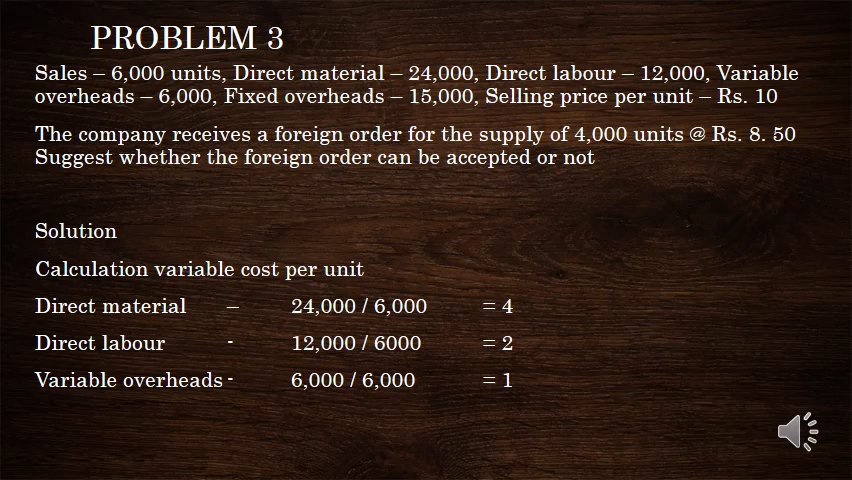 PROBLEM 3
Sales – 6,000 units, Direct material – 24,000, Direct labour – 12,000, Variable
overheads – 6,000, Fixed overheads – 15,000, Selling price per unit – Rs. 10
The company receives a foreign order for the supply of 4,000 units @ Rs. 8. 50
Suggest whether the foreign order can be accepted or not
Solution
Calculation variable cost per unit
Direct material – 24,000 / 6,000 = 4
Direct labour - 12,000 / 6000 = 2
Variable overheads - 6,000 / 6,000 = 1